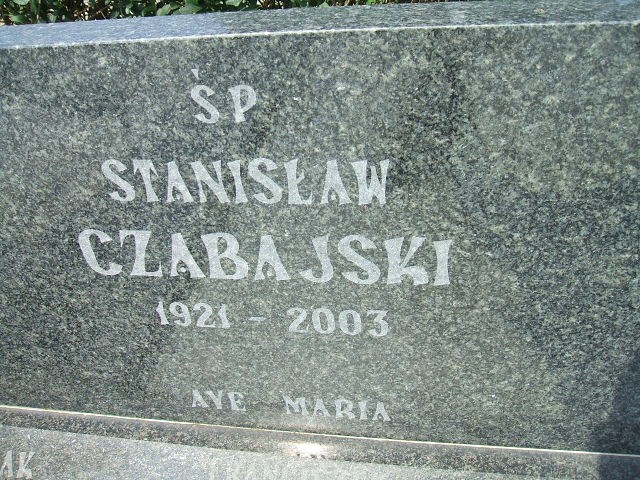 ŚP
STANISŁAW
CZABAJSKI
1921 - 2003
AVE MARIA